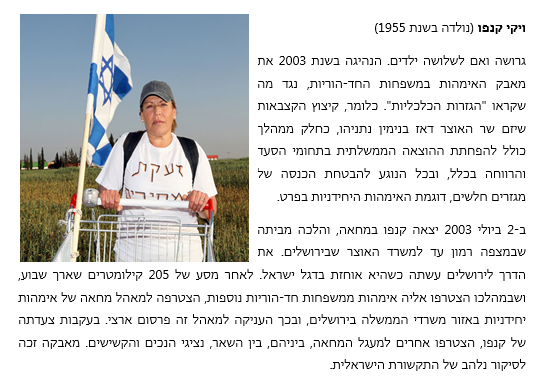 ויקי קנפו (נולדה בשנת 1955)
גרושה ואם לשלושה ילדים. הנהיגה בשנת 2003 את
מאבק האימהות במשפחות החד-הוריות, נגד מה
שקראו "הגזרות הכלכליות". כלומר, קיצוץ הקצבאות
שיזם שר האוצר דאז בנימין נתניהו, כחלק ממהלך
כולל להפחתת ההוצאה הממשלתית בתחומי הסעד
והרווחה בכלל, ובכל הנוגע להבטחת הכנסה של
מגזרים חלשים, דוגמת האימהות היחידניות בפרט.
ב-2 ביולי 2003 יצאה קנפו במחאה, והלכה מביתה
שבמצפה רמון עד למשרד האוצר שבירושלים. את
הדרך לירושלים עשתה כשהיא אוחזת בדגל ישראל. לאחר מסע של 205 קילומטרים שארך שבוע,
ושבמהלכו הצטרפו אליה אימהות ממשפחות חד-הוריות נוספות, הצטרפה למאהל מחאה של אימהות
יחידניות באזור משרדי הממשלה בירושלים, ובכך העניקה למאהל זה פרסום ארצי. בעקבות צעדתה
של קנפו, הצטרפו אחרים למעגל המחאה, ביניהם, בין השאר, נציגי הנכים והקשישים. מאבקה זכה
לסיקור נלהב של התקשורת הישראלית.
זעקת